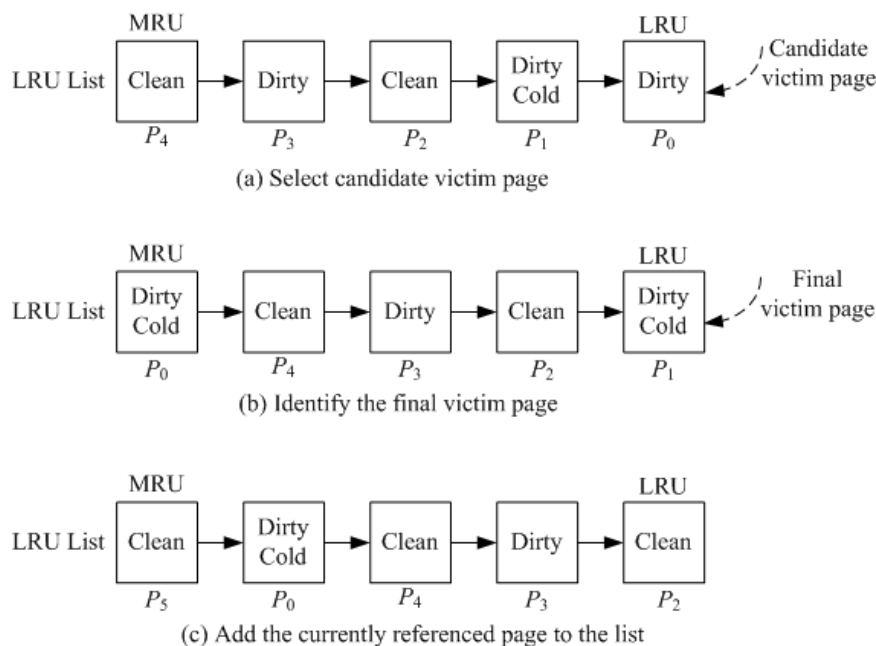 MRU LRU
LRU List Clean Dirty Clean Dirty Cold Dirty Candidate victim page
P4 P3 P2 P1 P0
(a) Select candidate victim page
MRU LRU
LRU List Dirty Cold Clean Dirty Clean Dirty Cold Final victim page
P0 P4 P3 P2 P1
(b) Identify the final victim page
MRU LRU
LRU List Clean Dirty Cold Clean Dirty Clean
P5 P0 P4 P3 P2
(c) Add the currently referenced page to the list